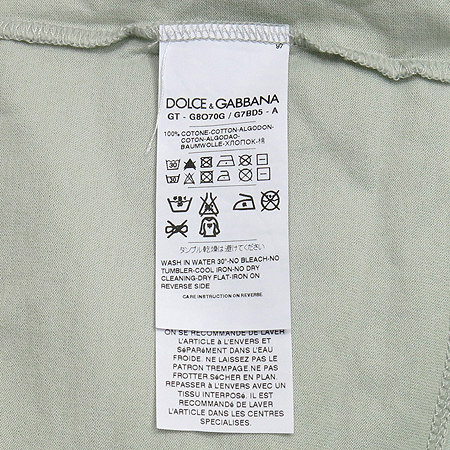 97
DOLCE & GABBANA
GT - G8O70G / G7BD5 - A
100% COTONE-COTTON-ALGODON-
COTON-ALGODAO-
BAUMWOLLE-ХЛОПОК-棉
タンブル乾燥は避けてください
WASH IN WATER 30°-NO BLEACH-NO
TUMBLER-COOL IRON-NO DRY
CLEANING-DRY FLAT-IRON ON
REVERSE SIDE
CARE INSTRUCTION ON REVERSE
ON SE RECOMMANDE DE LAVER
L'ARTICLE à L'ENVERS ET
SéPARéMENT DANS L'EAU
FROIDE. NE LAISSEZ PAS LE
PATRON TREMPAGE.NE PAS
FROTTER.SéCHER EN PLAN.
REPASSER à L'ENVERS AVEC UN
TISSU INTERPOSé. IL EST
RECOMMANDé DE LAVER
L'ARTICLE DANS LES CENTRES
SPECIALISES.